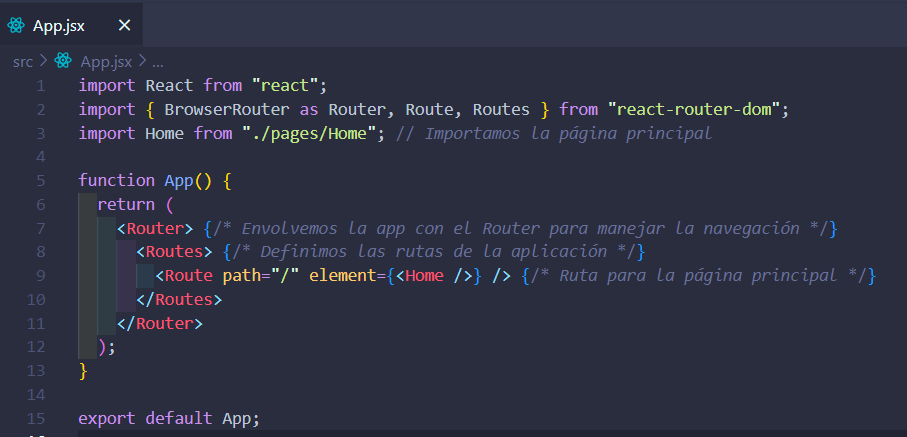 App.jsx ×
src > App.jsx > ...
1 import React from "react";
2 import { BrowserRouter as Router, Route, Routes } from "react-router-dom";
3 import Home from "./pages/Home"; // Importamos la página principal
4
5 function App() {
6   return (
7     <Router> {/* Envolvemos la app con el Router para manejar la navegación */}
8       <Routes> {/* Definimos las rutas de la aplicación */}
9         <Route path="/" element={<Home />} /> {/* Ruta para la página principal */}
10       </Routes>
11     </Router>
12   );
13 }
14
15 export default App;